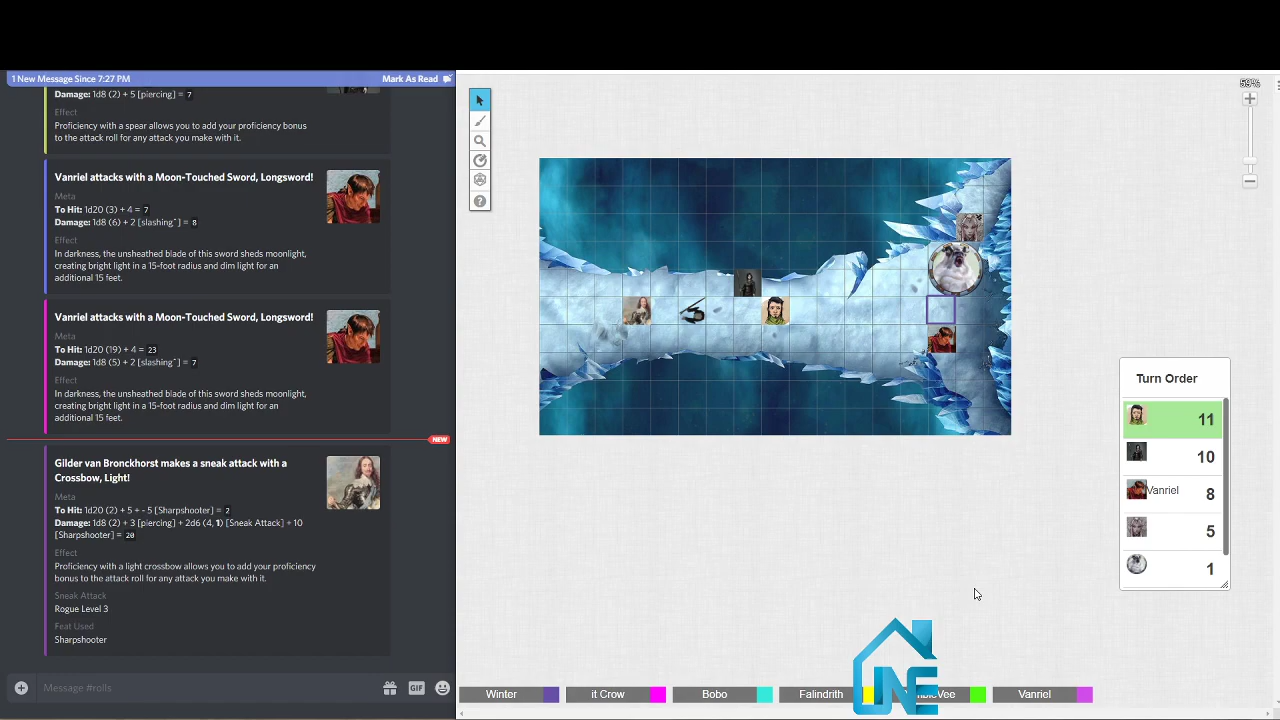 1 New Message Since 7:27 PM
Mark As Read
Damage: 1d8 (2) + 5 [piercing] = 7
Effect
Proficiency with a spear allows you to add your proficiency bonus
to the attack roll for any attack you make with it.
Vanriel attacks with a Moon-Touched Sword, Longsword!
Meta
To Hit: 1d20 (3) + 4 = 7
Damage: 1d8 (6) + 2 [slashing^] = 8
Effect
In darkness, the unsheathed blade of this sword sheds moonlight,
creating bright light in a 15-foot radius and dim light for an
additional 15 feet.
Vanriel attacks with a Moon-Touched Sword, Longsword!
Meta
To Hit: 1d20 (19) + 4 = 23
Damage: 1d8 (5) + 2 [slashing^] = 7
Effect
In darkness, the unsheathed blade of this sword sheds moonlight,
creating bright light in a 15-foot radius and dim light for an
additional 15 feet.
NEW
Gilder van Bronckhorst makes a sneak attack with a
Crossbow, Light!
Meta
To Hit: 1d20 (2) + 5 + - 5 [Sharpshooter] = 2
Damage: 1d8 (2) + 3 [piercing] + 2d6 (4, 1) [Sneak Attack] + 10
[Sharpshooter] = 20
Effect
Proficiency with a light crossbow allows you to add your proficiency
bonus to the attack roll for any attack you make with it.
Sneak Attack
Rogue Level 3
Feat Used
Sharpshooter
Message #rolls
GIF
59%
Turn Order
11
10
Vanriel 8
5
1
Winter
it Crow
Bobo
Falindrith
Vee
Vanriel
UNE